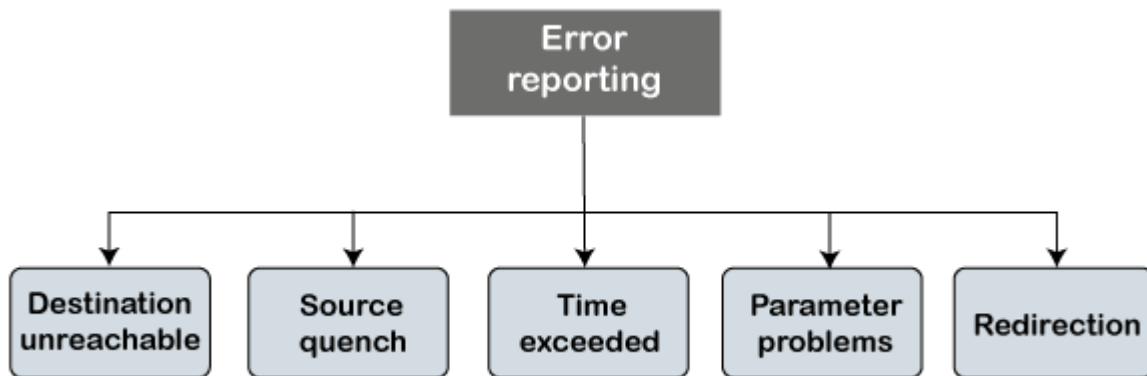 Error
reporting
Destination
unreachable
Source
quench
Time
exceeded
Parameter
problems
Redirection